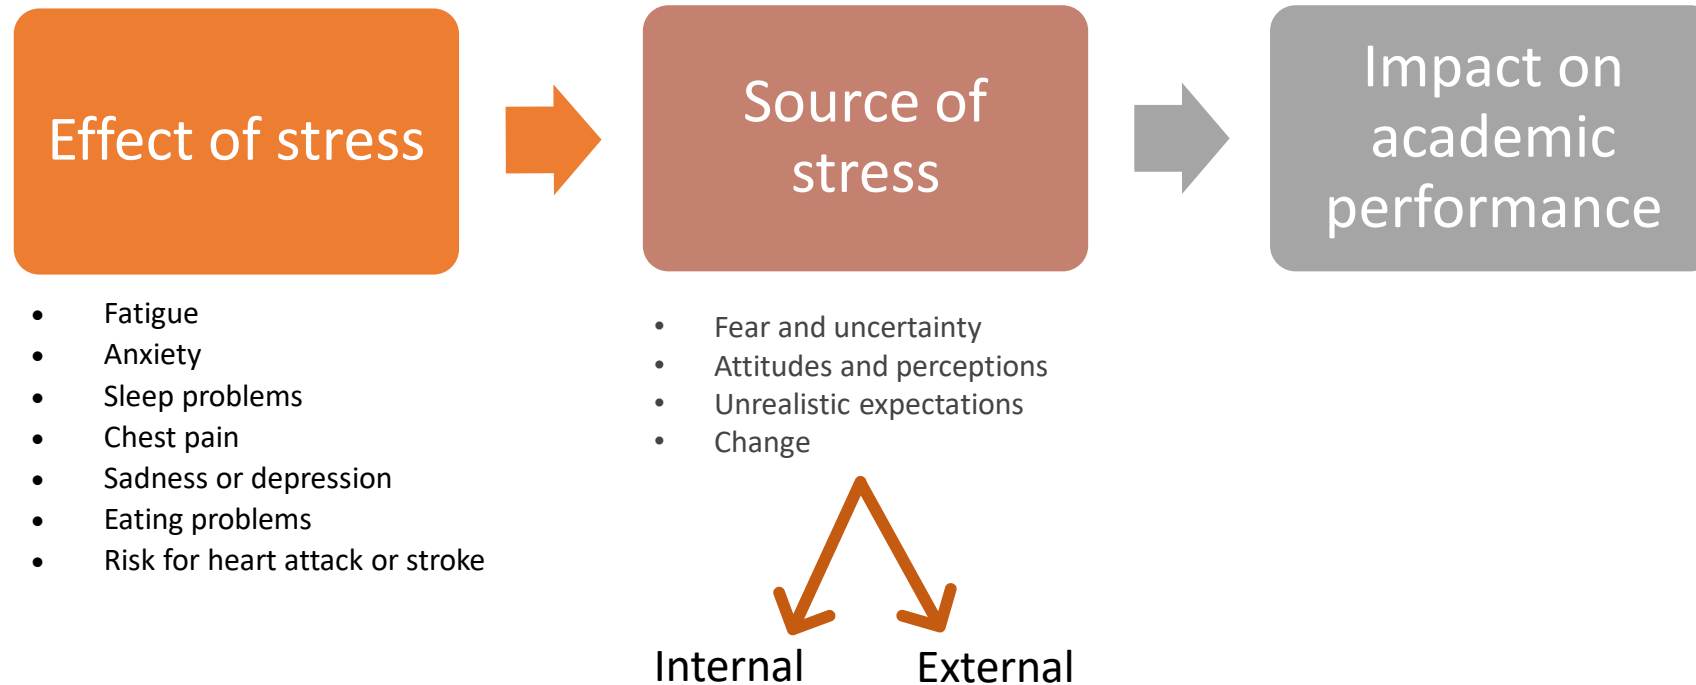 Effect of stress
• Fatigue
• Anxiety
• Sleep problems
• Chest pain
• Sadness or depression
• Eating problems
• Risk for heart attack or stroke
Source of
stress
• Fear and uncertainty
• Attitudes and perceptions
• Unrealistic expectations
• Change
Internal
External
Impact on
academic
performance